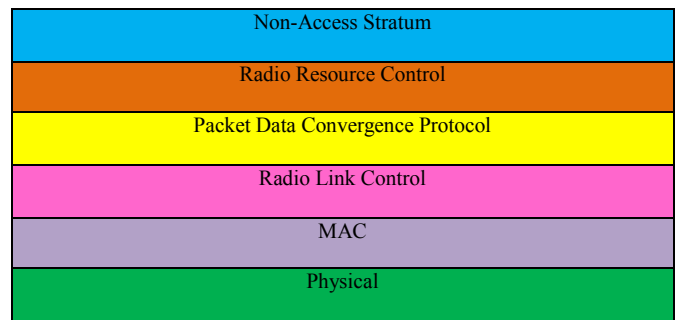 Non-Access Stratum
Radio Resource Control
Packet Data Convergence Protocol
Radio Link Control
MAC
Physical